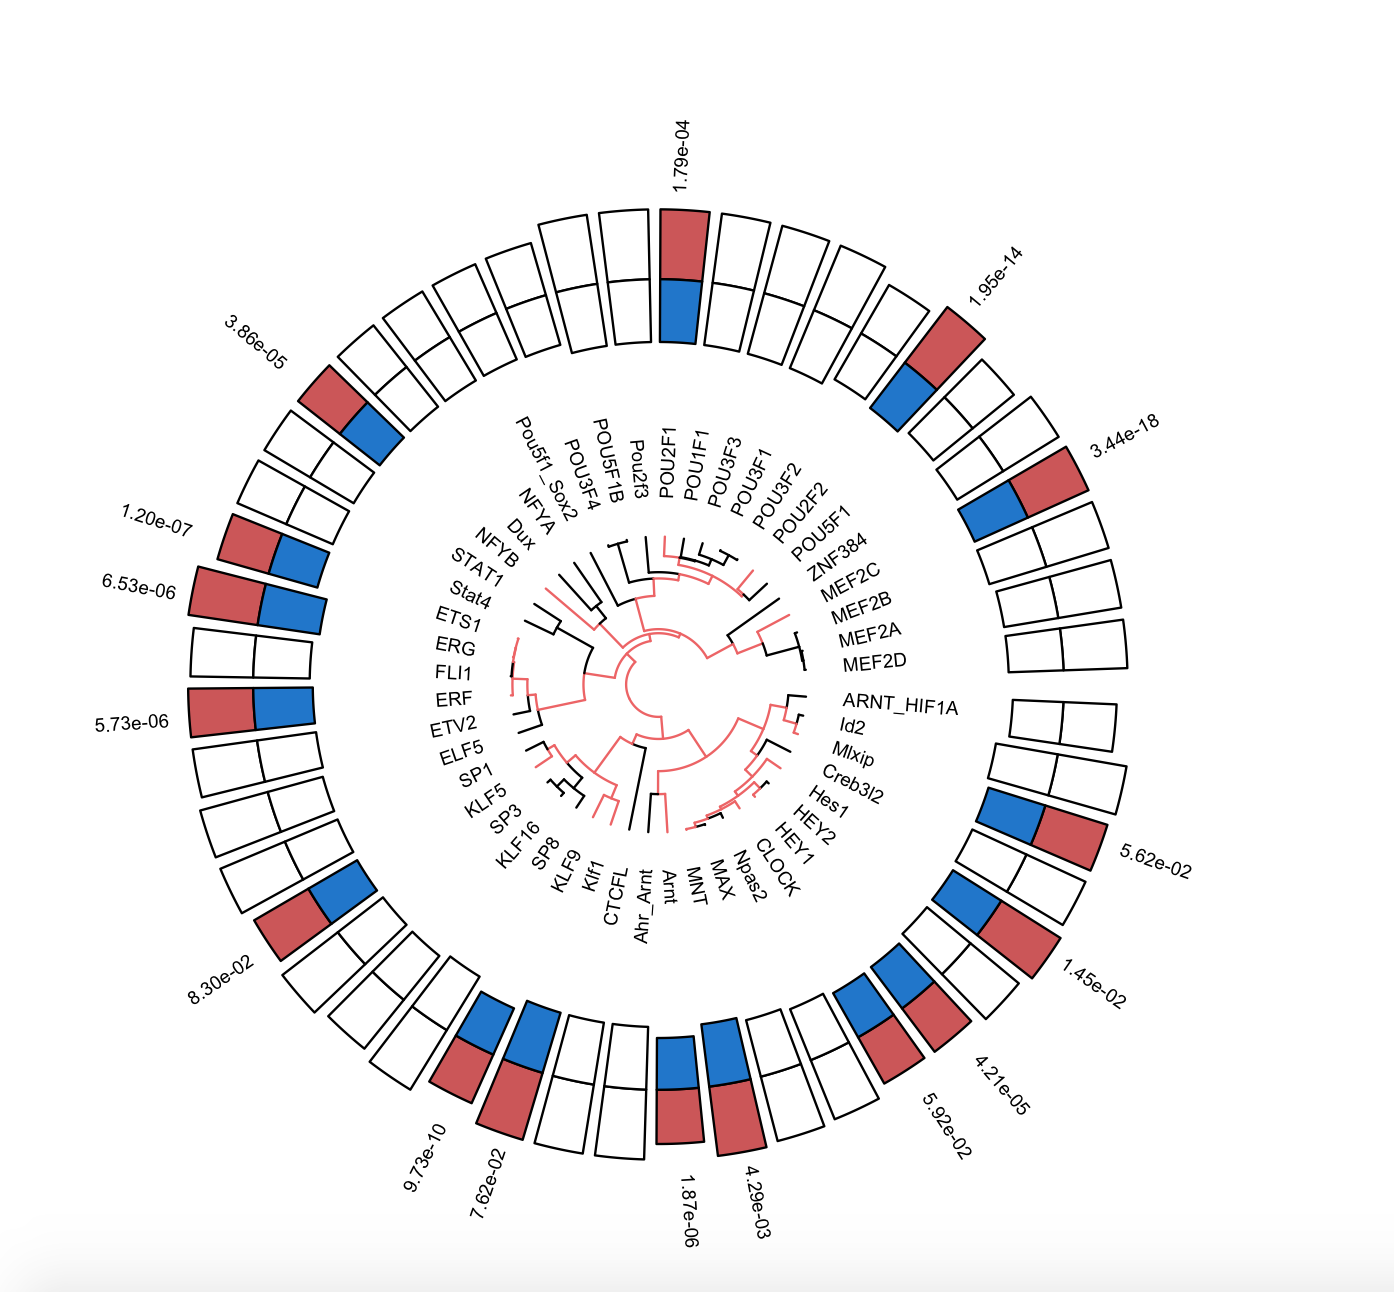 1.79e-04
1.95e-14
3.44e-18
5.62e-02
1.45e-02
4.21e-05
5.92e-02
4.29e-03
1.87e-06
7.62e-02
9.73e-10
8.30e-02
5.73e-06
6.53e-06
1.20e-07
3.86e-05
POU2F1
POU1F1
POU3F3
POU3F1
POU3F2
POU2F2
POU5F1
ZNF384
MEF2C
MEF2B
MEF2A
MEF2D
ARNT_HIF1A
Id2
Mlxip
Creb3l2
Hes1
HEY2
HEY1
CLOCK
Npas2
MAX
MNT
Arnt
Ahr_Arnt
CTCFL
Klf1
KLF9
SP8
KLF16
SP3
KLF5
SP1
ELF5
ETV2
ERF
FLI1
ERG
ETS1
Stat4
STAT1
NFYB
Dux
NFYA
Pou5f1_Sox2
POU3F4
POU5F1B
Pou2f3